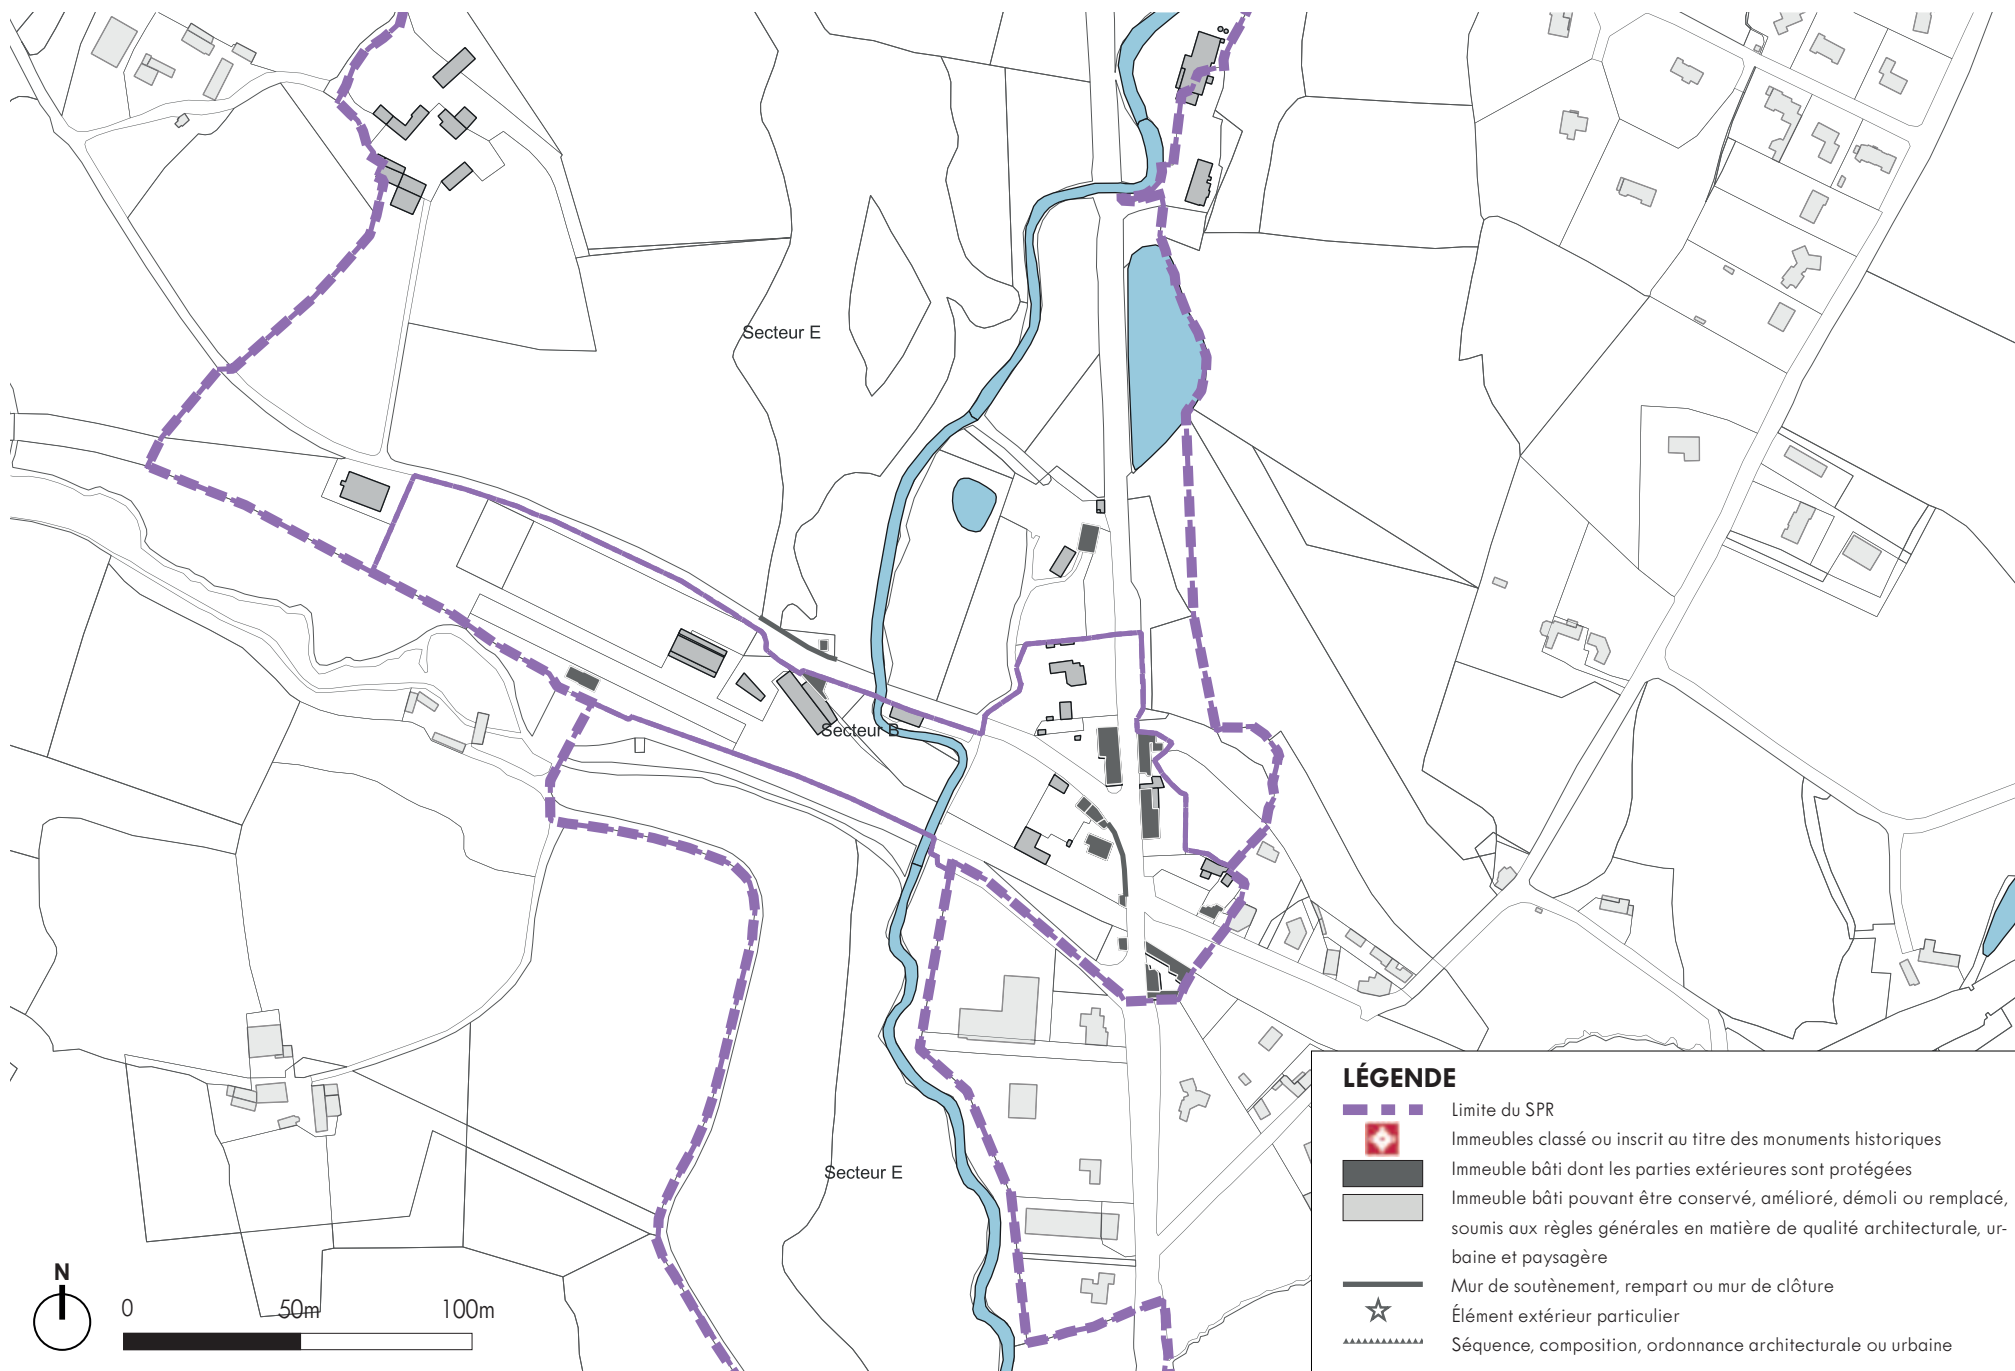 Secteur E
Secteur B
Secteur E
N
0 50m 100m
LÉGENDE
Limite du SPR
Immeubles classé ou inscrit au titre des monuments historiques
Immeuble bâti dont les parties extérieures sont protégées
Immeuble bâti pouvant être conservé, amélioré, démoli ou remplacé,
soumis aux règles générales en matière de qualité architecturale, ur-
baine et paysagère
Mur de soutènement, rempart ou mur de clôture
Élément extérieur particulier
Séquence, composition, ordonnance architecturale ou urbaine